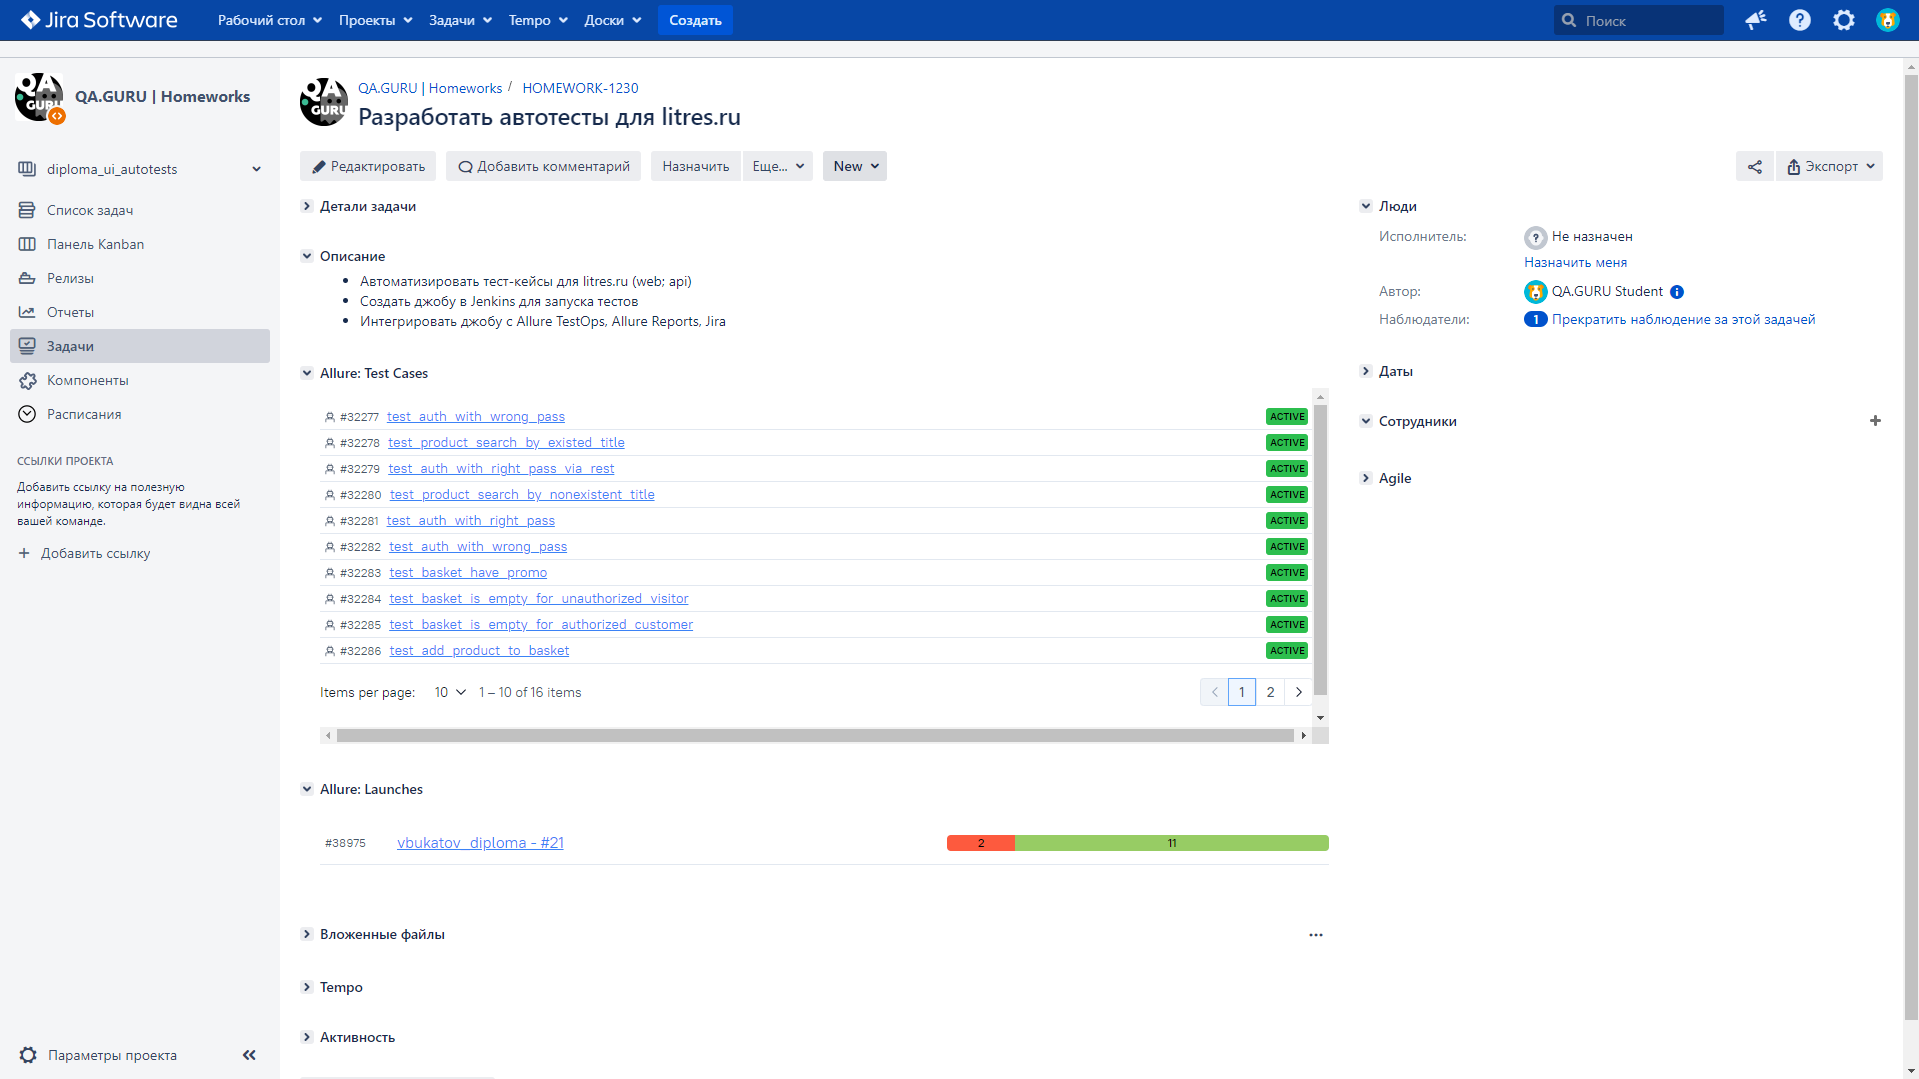 Jira Software
Рабочий стол
Проекты
Задачи
Tempo
Доски
Создать
Поиск
QA GURU
QA.GURU | Homeworks
diploma_ui_autotests
Список задач
Панель Kanban
Релизы
Отчеты
Задачи
Компоненты
Расписания
ССЫЛКИ ПРОЕКТА
Добавить ссылку на полезную
информацию, которая будет видна всей
вашей команде.
+ Добавить ссылку
Параметры проекта
QA GURU
QA.GURU | Homeworks / HOMEWORK-1230
Разработать автотесты для litres.ru
Редактировать
Добавить комментарий
Назначить
Еще...
New
Экспорт
Детали задачи
Описание
• Автоматизировать тест-кейсы для litres.ru (web; api)
• Создать джобу в Jenkins для запуска тестов
• Интегрировать джобу с Allure TestOps, Allure Reports, Jira
Allure: Test Cases
#32277 test_auth_with_wrong_pass ACTIVE
#32278 test_product_search_by_existed_title ACTIVE
#32279 test_auth_with_right_pass_via_rest ACTIVE
#32280 test_product_search_by_nonexistent_title ACTIVE
#32281 test_auth_with_right_pass ACTIVE
#32282 test_auth_with_wrong_pass ACTIVE
#32283 test_basket_have_promo ACTIVE
#32284 test_basket_is_empty_for_unauthorized_visitor ACTIVE
#32285 test_basket_is_empty_for_authorized_customer ACTIVE
#32286 test_add_product_to_basket ACTIVE
Items per page: 10 1 – 10 of 16 items 1 2
Allure: Launches
#38975 vbukatov_diploma - #21 2 11
Вложенные файлы
Tempo
Активность
Люди
Исполнитель: Не назначен
Назначить меня
Автор: QA.GURU Student
Наблюдатели: 1 Прекратить наблюдение за этой задачей
Даты
Сотрудники
Agile